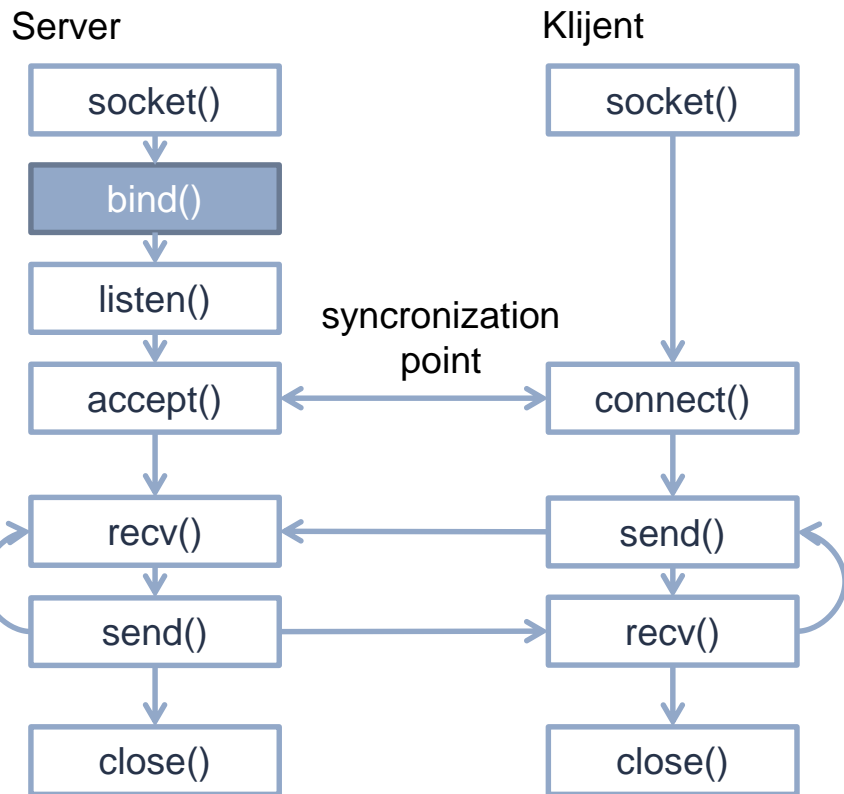 Server
Klijent
socket()
socket()
bind()
listen()
syncronization
point
accept()
connect()
recv()
send()
send()
recv()
close()
close()